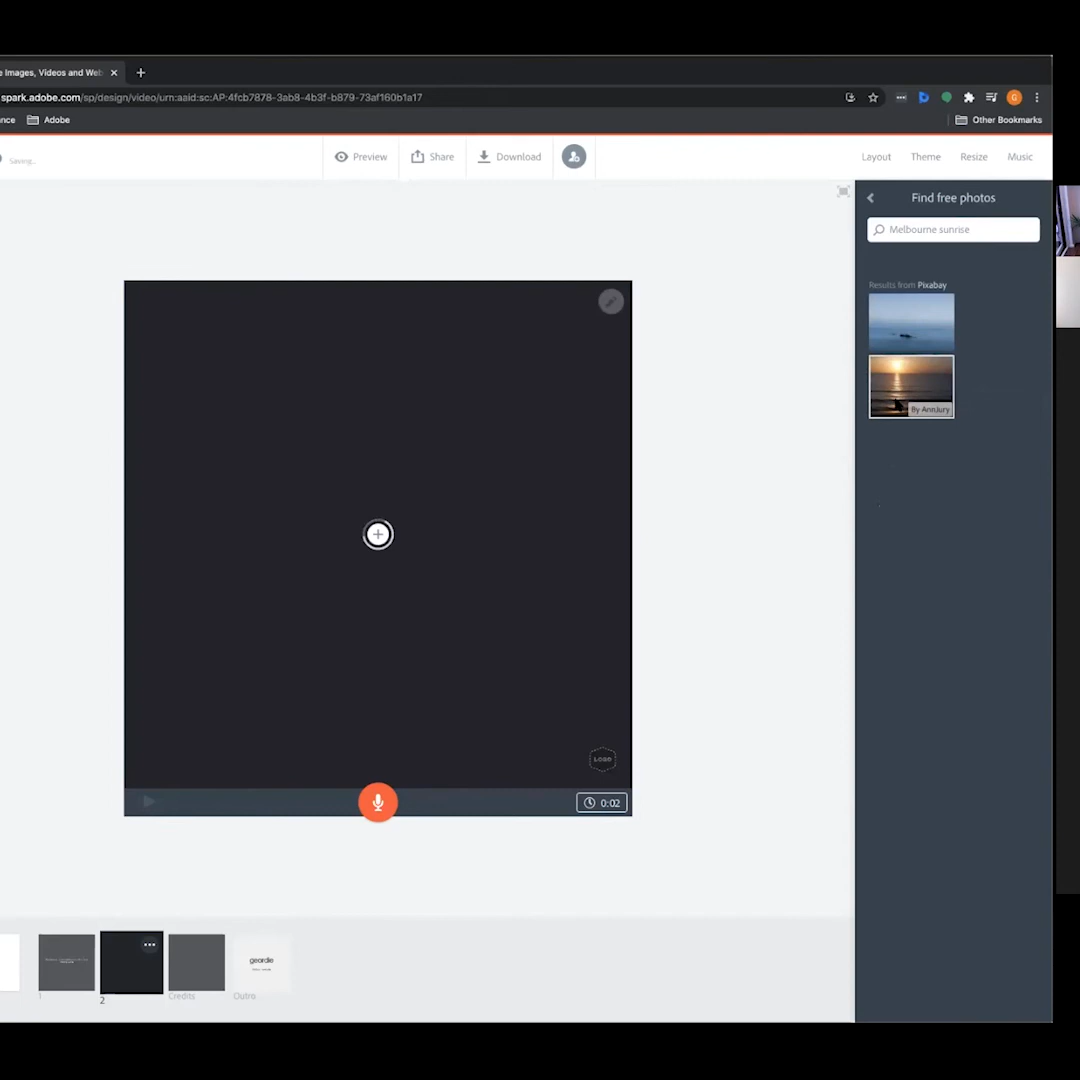 e Images, Videos and Web
spark.adobe.com/sp/design/video/urn:aaid:sc:AP:4fcb7878-3ab8-4b3f-b879-73af160b1a17
G
nce
Adobe
Other Bookmarks
Saving..
Preview
Share
Download
Layout
Theme
Resize
Music
Find free photos
Melbourne sunrise
Results from Pixabay
By AnnJury
LOGO
0:02
geordie
1
2
Credits
Outro